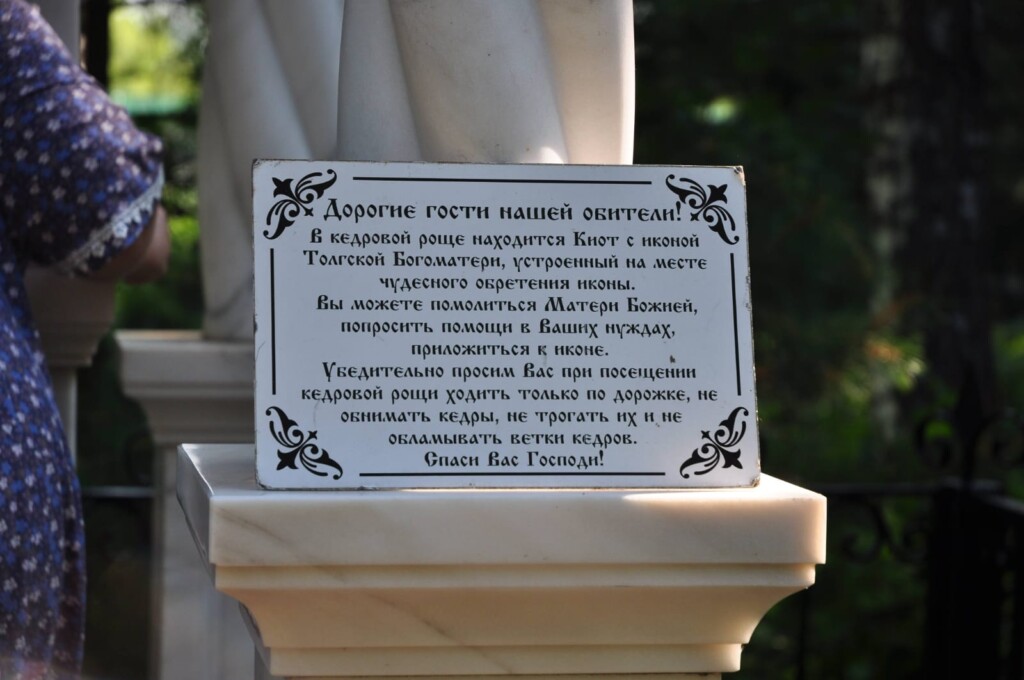 Дорогие гости нашей обители!
В кедровой роще находится Киот с иконой
Толгской Богоматери, устроенный на месте
чудесного обретения иконы.
Вы можете помолиться Матери Божией,
попросить помощи в Ваших нуждах,
приложиться к иконе.
Убедительно просим Вас при посещении
кедровой рощи ходить только по дорожке, не
обнимать кедры, не трогать их и не
обламывать ветки кедров.
Спаси Вас Господи!